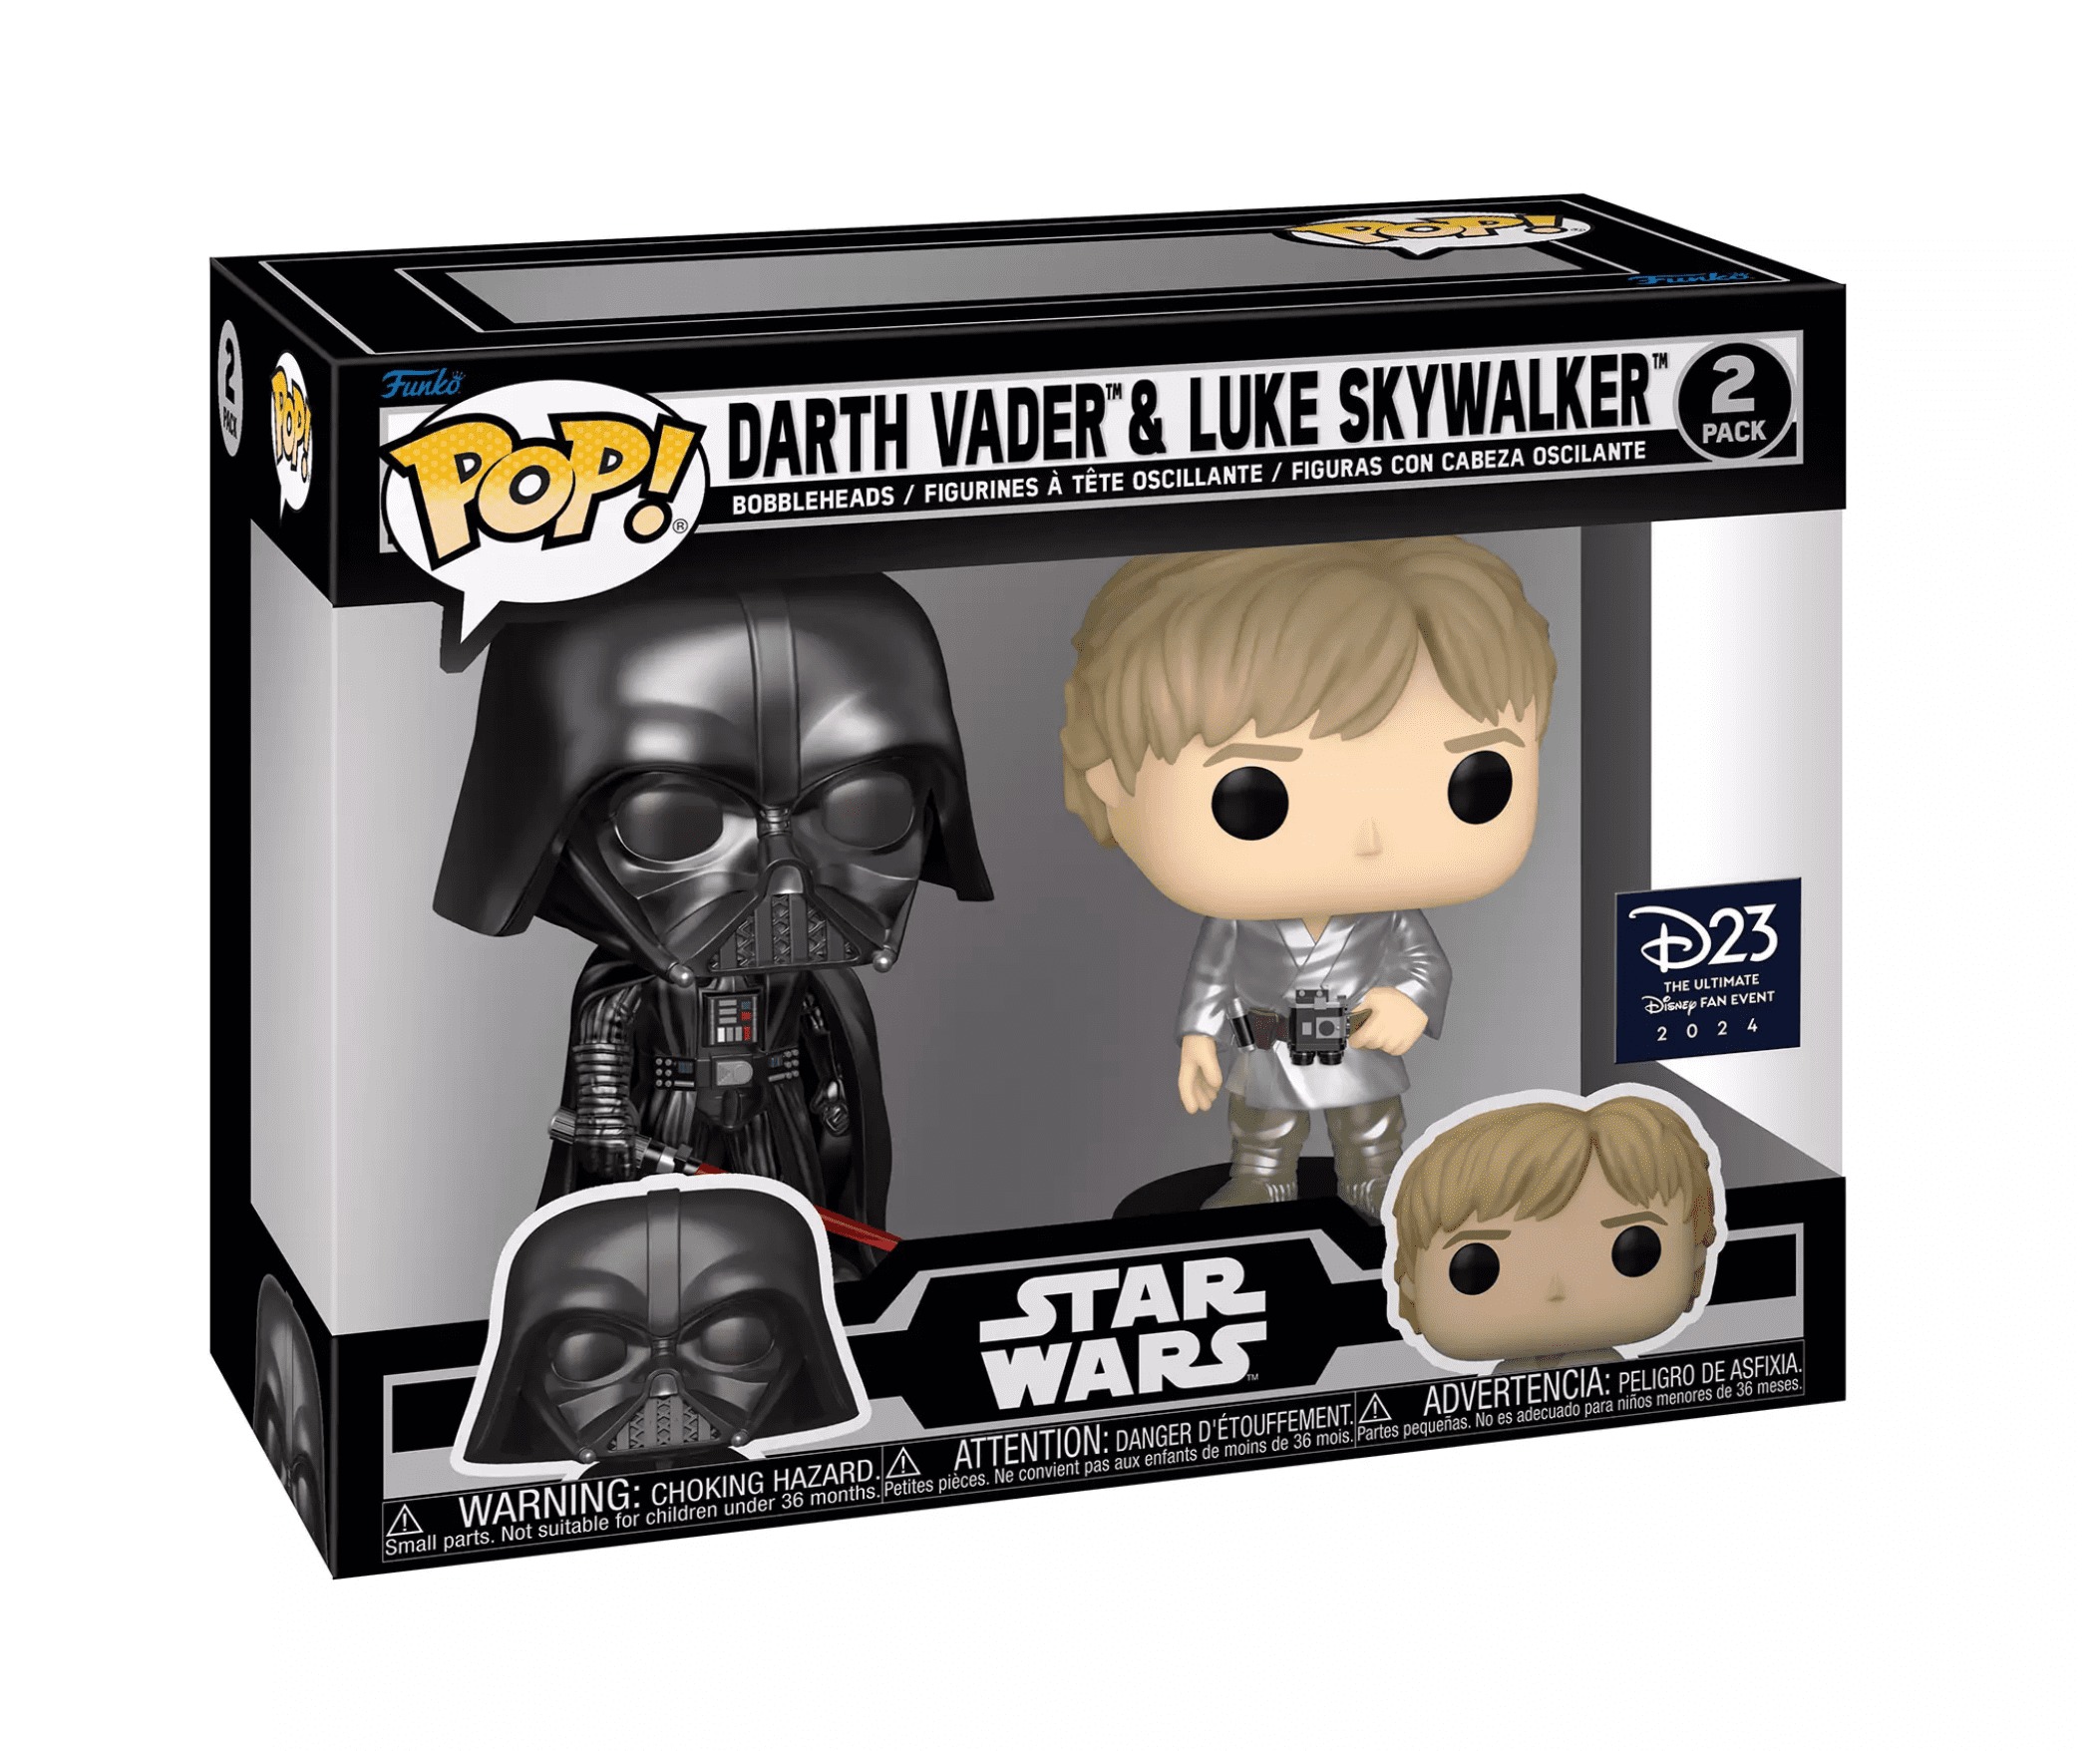 POP!
Funko
2
PACK
POP!
Funko
POP!®
DARTH VADER™ & LUKE SKYWALKER™
BOBBLEHEADS / FIGURINES À TÊTE OSCILLANTE / FIGURAS CON CABEZA OSCILANTE
2
PACK
D23
THE ULTIMATE
Disney FAN EVENT
2024
STAR
WARS™
⚠ WARNING: CHOKING HAZARD.
Small parts. Not suitable for children under 36 months.
⚠ ATTENTION: DANGER D'ÉTOUFFEMENT.
Petites pièces. Ne convient pas aux enfants de moins de 36 mois.
⚠ ADVERTENCIA: PELIGRO DE ASFIXIA.
Partes pequeñas. No es adecuado para niños menores de 36 meses.